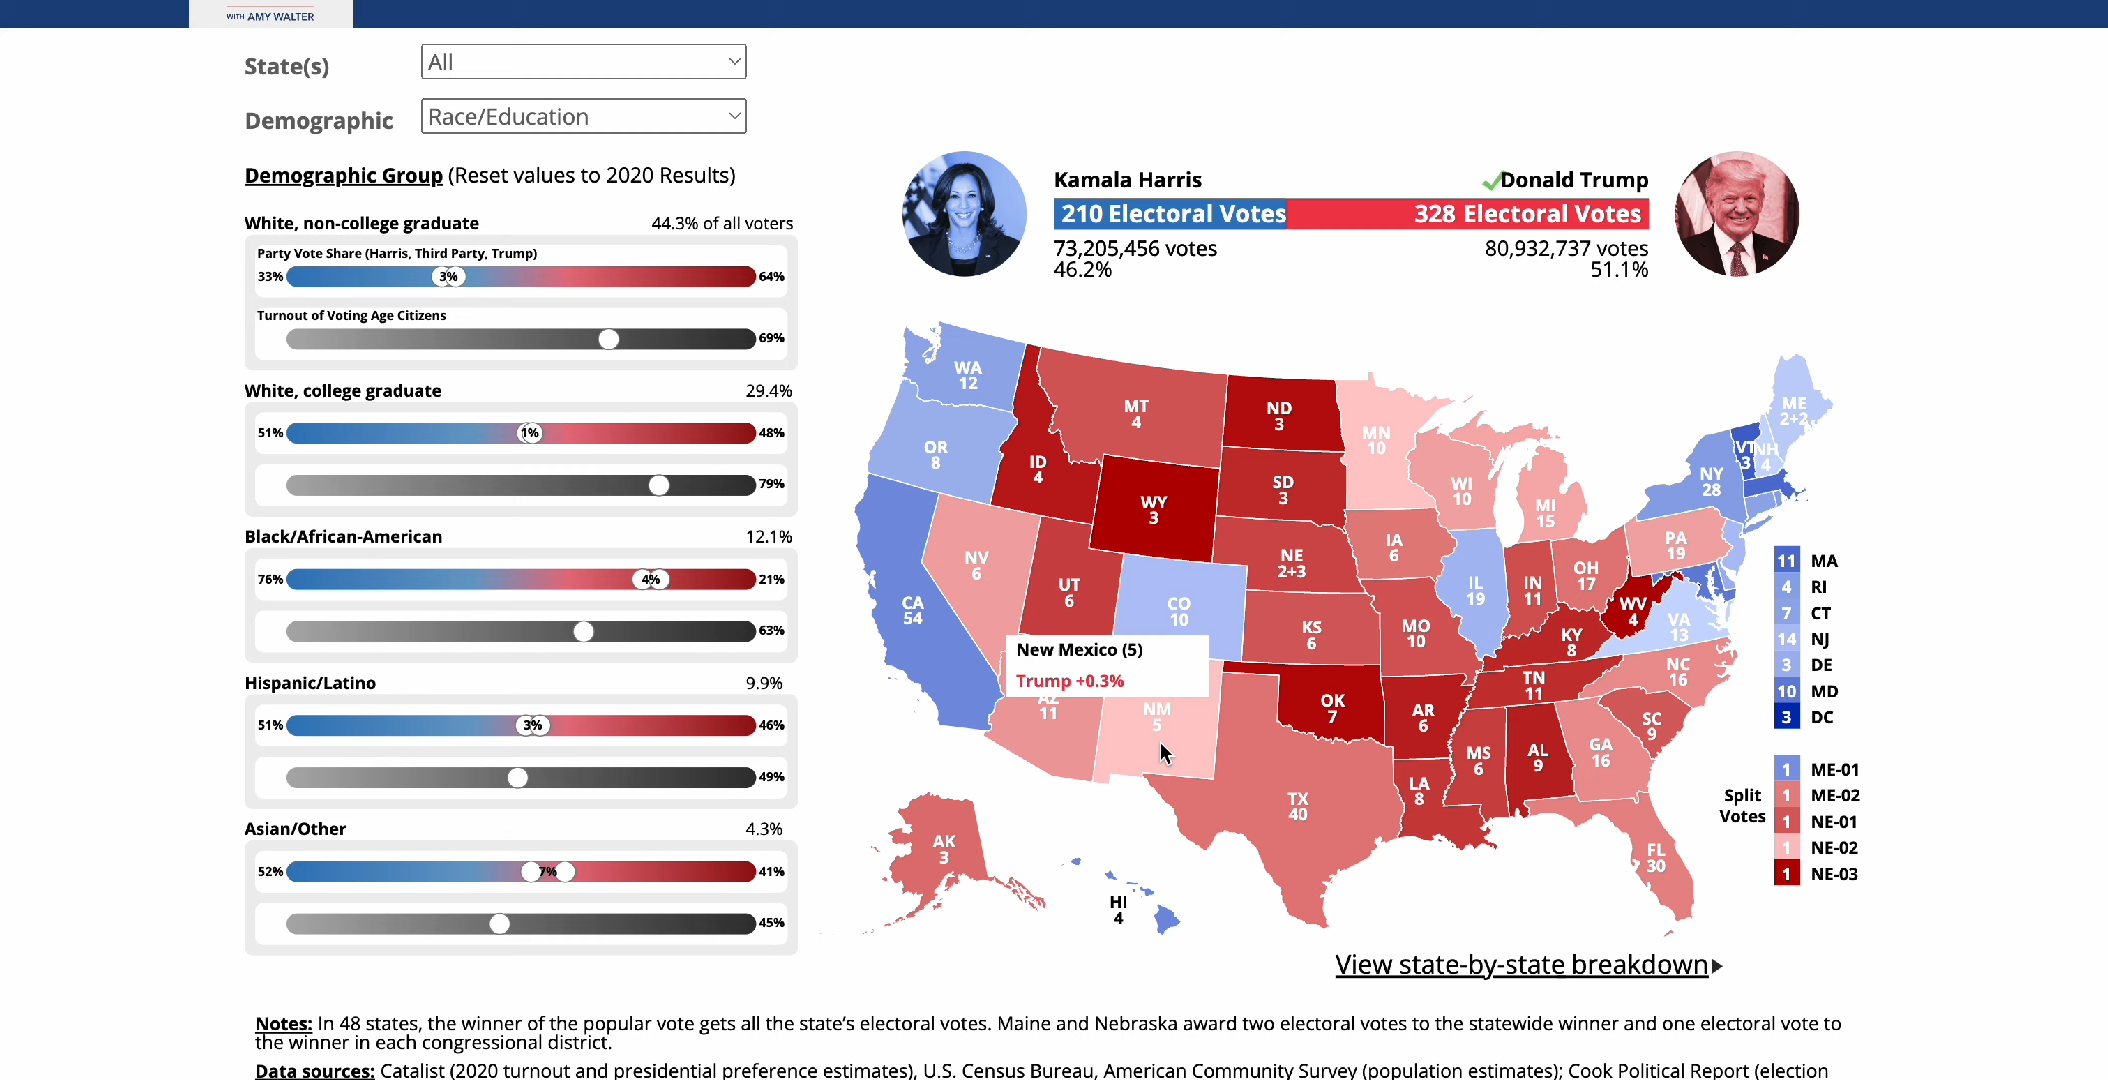 WITH AMY WALTER
State(s)
All
Demographic
Race/Education
Demographic Group (Reset values to 2020 Results)
White, non-college graduate 44.3% of all voters
Party Vote Share (Harris, Third Party, Trump)
33% 3% 64%
Turnout of Voting Age Citizens
69%
White, college graduate 29.4%
51% 1% 48%
79%
Black/African-American 12.1%
76% 4% 21%
63%
Hispanic/Latino 9.9%
51% 3% 46%
49%
Asian/Other 4.3%
52% 7% 41%
45%
Kamala Harris
Donald Trump
210 Electoral Votes
328 Electoral Votes
73,205,456 votes
80,932,737 votes
46.2%
51.1%
WA
12
OR
8
CA
54
NV
6
ID
4
MT
4
WY
3
UT
6
CO
10
AZ
11
NM
5
New Mexico (5)
Trump +0.3%
ND
3
SD
3
NE
2+3
KS
6
OK
7
TX
40
MN
10
IA
6
MO
10
AR
6
LA
8
WI
10
IL
19
MI
15
IN
11
OH
17
KY
8
TN
11
MS
6
AL
9
GA
16
FL
30
SC
9
NC
16
VA
13
WV
4
PA
19
NY
28
VT
3
NH
4
ME
2+2
AK
3
HI
4
11 MA
4 RI
7 CT
14 NJ
3 DE
10 MD
3 DC
Split
Votes
1 ME-01
1 ME-02
1 NE-01
1 NE-02
1 NE-03
View state-by-state breakdown
Notes: In 48 states, the winner of the popular vote gets all the state's electoral votes. Maine and Nebraska award two electoral votes to the statewide winner and one electoral vote to
the winner in each congressional district.
Data sources: Catalist (2020 turnout and presidential preference estimates), U.S. Census Bureau, American Community Survey (population estimates); Cook Political Report (election